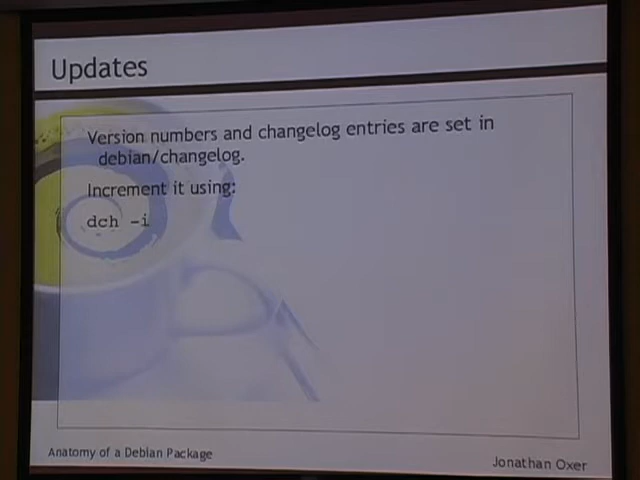 Updates
Version numbers and changelog entries are set in
debian/changelog.
Increment it using:
dch -i
Anatomy of a Debian Package
Jonathan Oxer